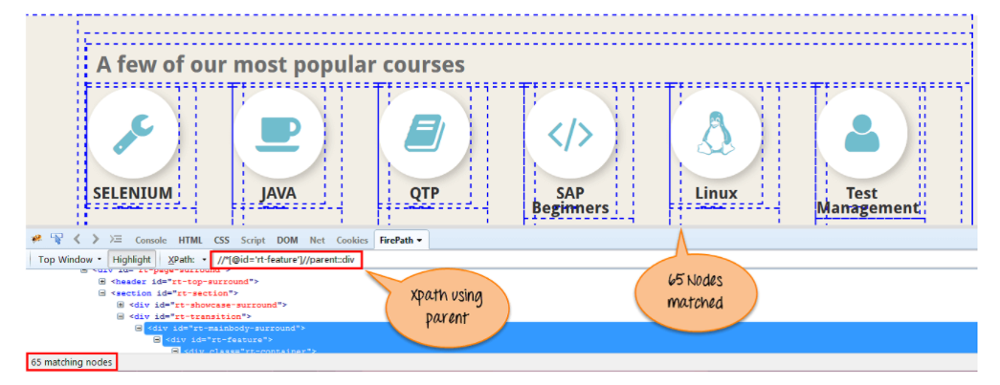 A few of our most popular courses
SELENIUM
JAVA
QTP
SAP
Beginners
Linux
Test
Management
Console HTML CSS Script DOM Net Cookies FirePath
Top Window Highlight XPath: //*[@id='rt-feature']//parent::div
<div id="rt-page-surround">
<header id="rt-top-surround">
<section id="rt-section">
<div id="rt-showcase-surround">
<div id="rt-transition">
<div id="rt-mainbody-surround">
<div id="rt-feature">
<div class="rt-container">
Xpath using
parent
65 Nodes
matched
65 matching nodes